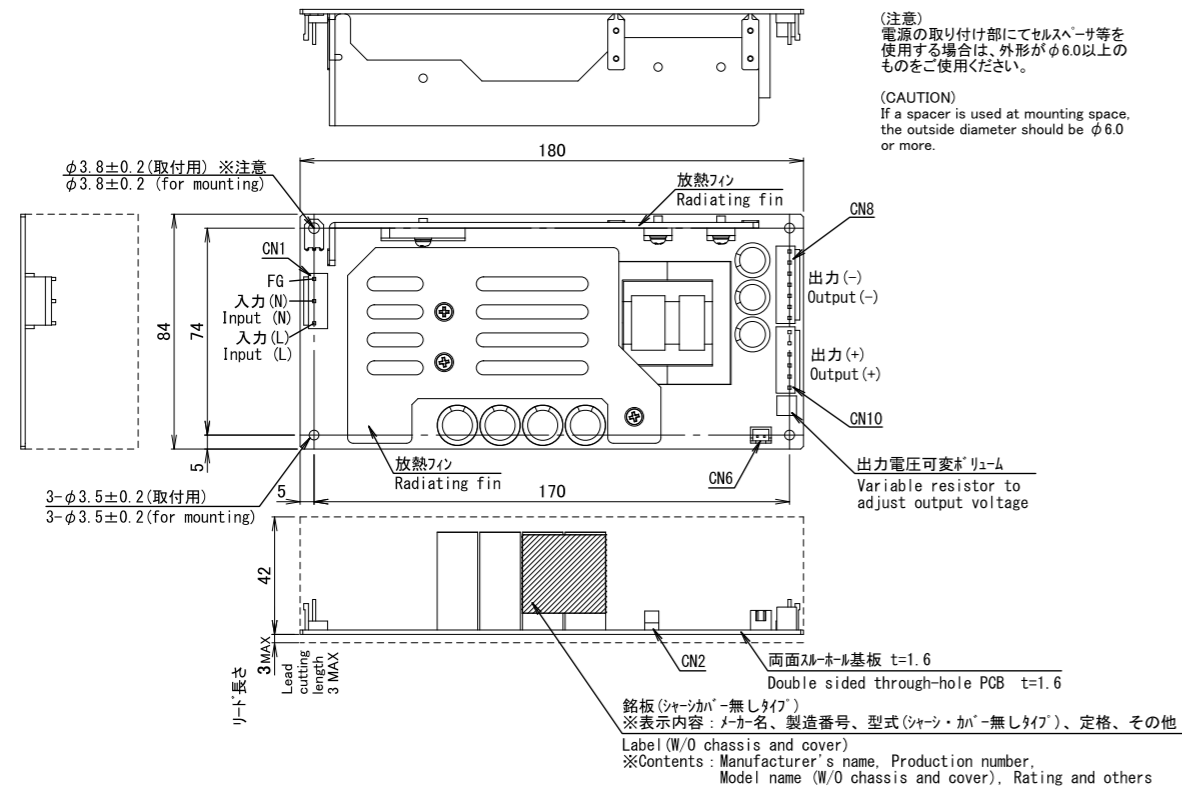 (注意)
電源の取り付け部にてセルスペーサ等を
使用する場合は、外形がφ6.0以上の
ものをご使用ください。
(CAUTION)
If a spacer is used at mounting space,
the outside diameter should be φ6.0
or more.
180
φ3.8±0.2(取付用) ※注意
φ3.8±0.2 (for mounting)
放熱フィン
Radiating fin
CN8
CN1
FG
入力(N)
Input (N)
入力(L)
Input (L)
出力(-)
Output(-)
84
74
出力(+)
Output(+)
CN10
放熱フィン
Radiating fin
CN6
出力電圧可変ボリューム
Variable resistor to
adjust output voltage
5
5
170
3-φ3.5±0.2(取付用)
3-φ3.5±0.2(for mounting)
42
3MAX
リード長さ
Lead
cutting
length
3 MAX
CN2
両面スルーホール基板 t=1.6
Double sided through-hole PCB t=1.6
銘板(シャーシカバー無しタイプ)
※表示内容：メーカー名、製造番号、型式(シャーシ・カバー無しタイプ)、定格、その他
Label(W/O chassis and cover)
※Contents：Manufacturer's name, Production number,
Model name (W/O chassis and cover), Rating and others